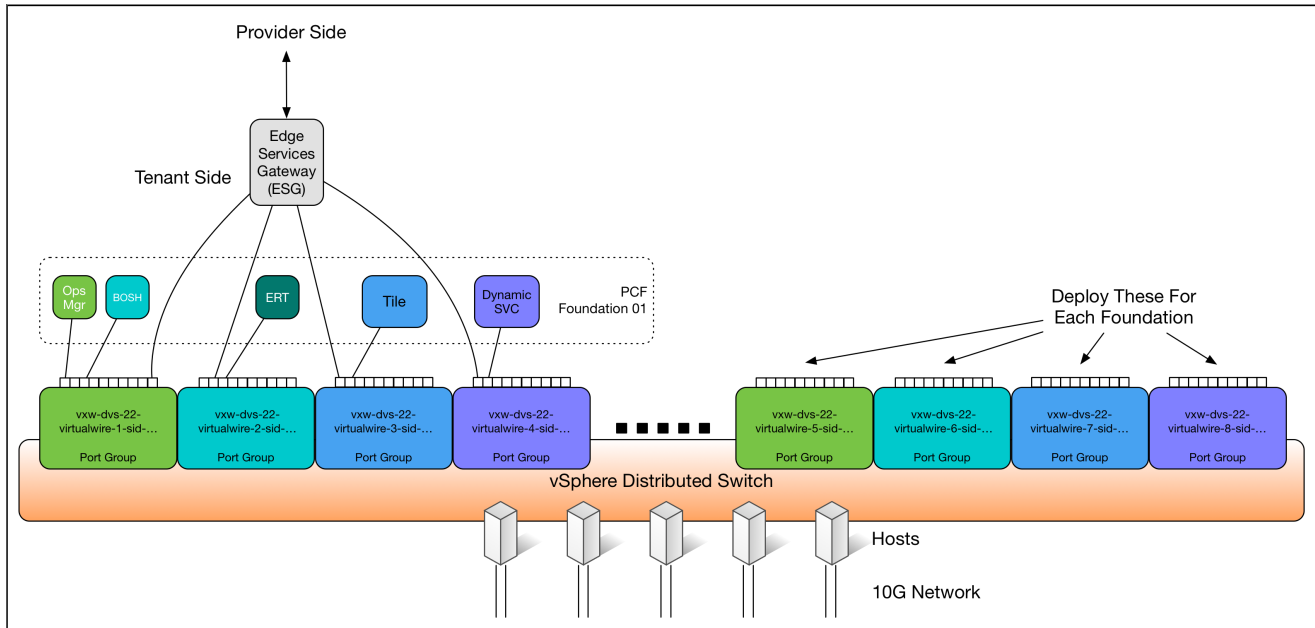 Provider Side
Edge
Services
Gateway
(ESG)
Tenant Side
Ops
Mgr
BOSH
ERT
Tile
Dynamic
SVC
PCF
Foundation 01
Deploy These For
Each Foundation
vxw-dvs-22-
virtualwire-1-sid-...
Port Group
vxw-dvs-22-
virtualwire-2-sid-...
Port Group
vxw-dvs-22-
virtualwire-3-sid-...
Port Group
vxw-dvs-22-
virtualwire-4-sid-...
Port Group
vxw-dvs-22-
virtualwire-5-sid-...
Port Group
vxw-dvs-22-
virtualwire-6-sid-...
Port Group
vxw-dvs-22-
virtualwire-7-sid-...
Port Group
vxw-dvs-22-
virtualwire-8-sid-...
Port Group
vSphere Distributed Switch
Hosts
10G Network